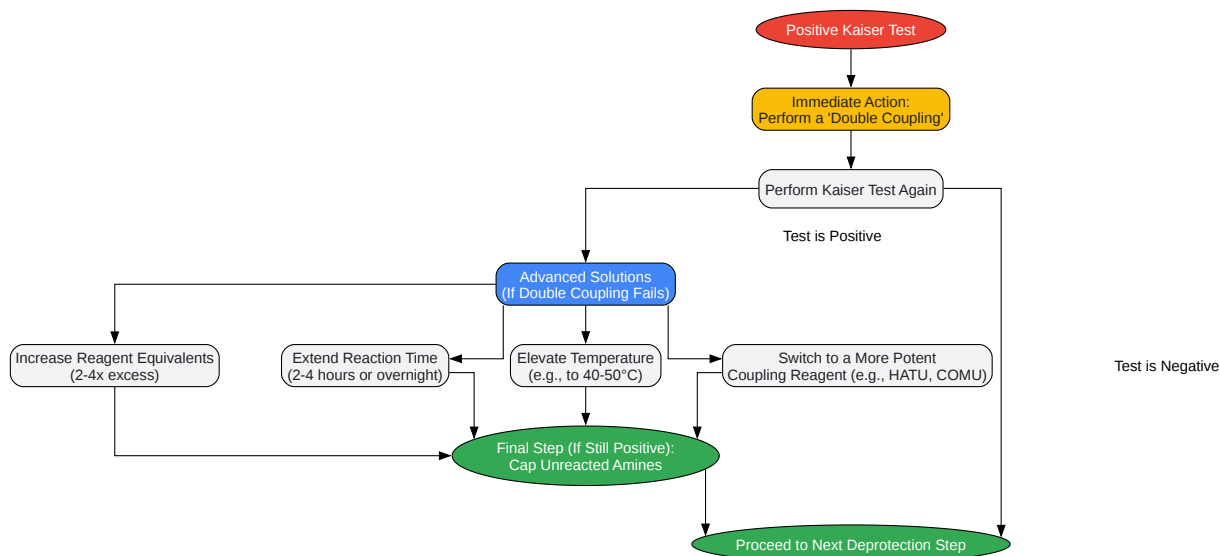 Positive Kaiser Test
Immediate Action:
Perform a 'Double Coupling'
Perform Kaiser Test Again
Test is Positive
Advanced Solutions
(If Double Coupling Fails)
Increase Reagent Equivalents
(2-4x excess)
Extend Reaction Time
(2-4 hours or overnight)
Elevate Temperature
(e.g., to 40-50°C)
Switch to a More Potent
Coupling Reagent (e.g., HATU, COMU)
Test is Negative
Final Step (If Still Positive):
Cap Unreacted Amines
Proceed to Next Deprotection Step